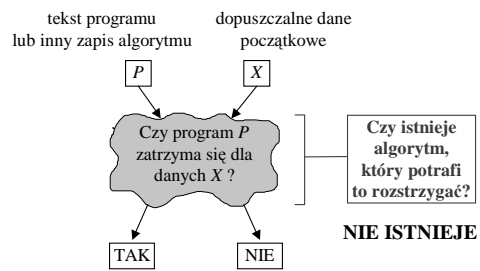 tekst programu
lub inny zapis algorytmu
dopuszczalne dane
początkowe
P
X
Czy program P
zatrzyma się dla
danych X ?
Czy istnieje
algorytm,
który potrafi
to rozstrzygać?
NIE ISTNIEJE
TAK
NIE